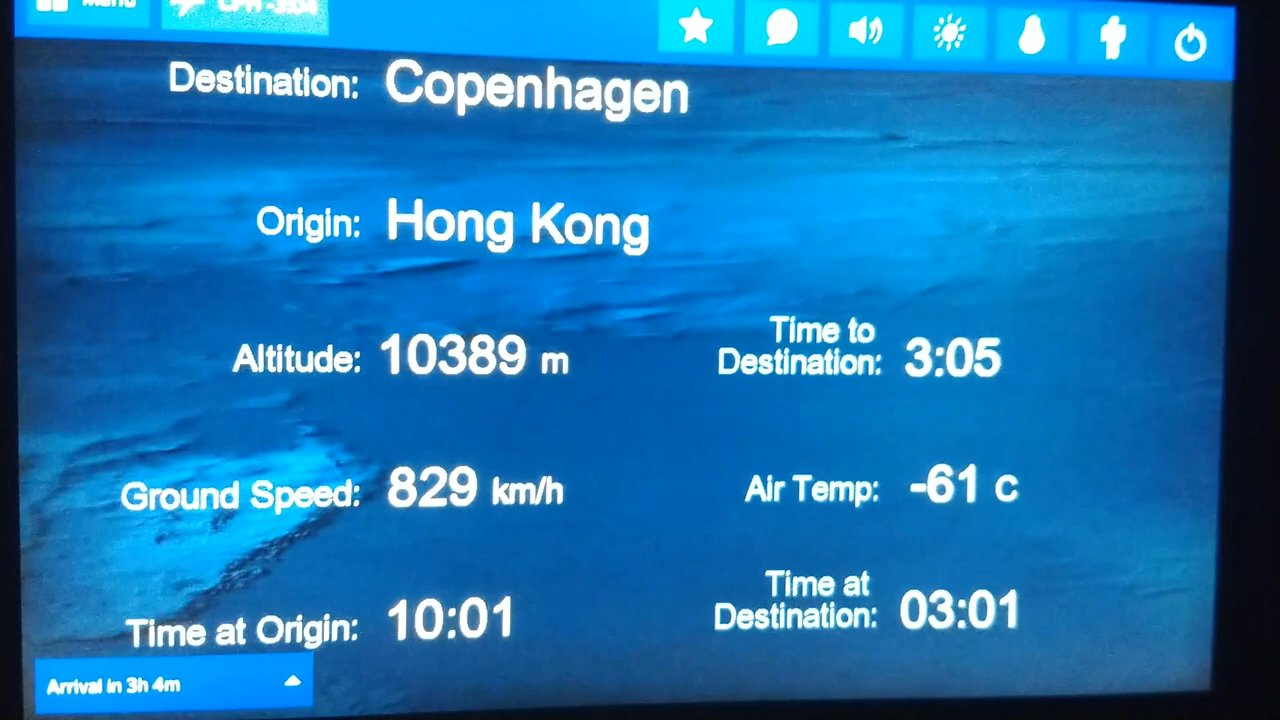 Menu
Destination: Copenhagen
Origin: Hong Kong
Altitude: 10389 m
Time to
Destination: 3:05
Ground Speed: 829 km/h
Air Temp: -61 C
Time at Origin: 10:01
Time at
Destination: 03:01
Arrival in 3h 4m